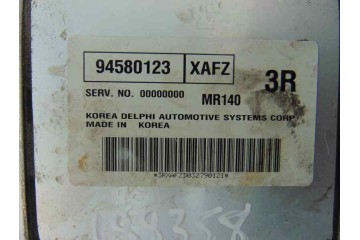 94580123 XAFZ 3R
SERV. NO. 00000000 MR140
KOREA DELPHI AUTOMOTIVE SYSTEMS CORP
MADE IN KOREA